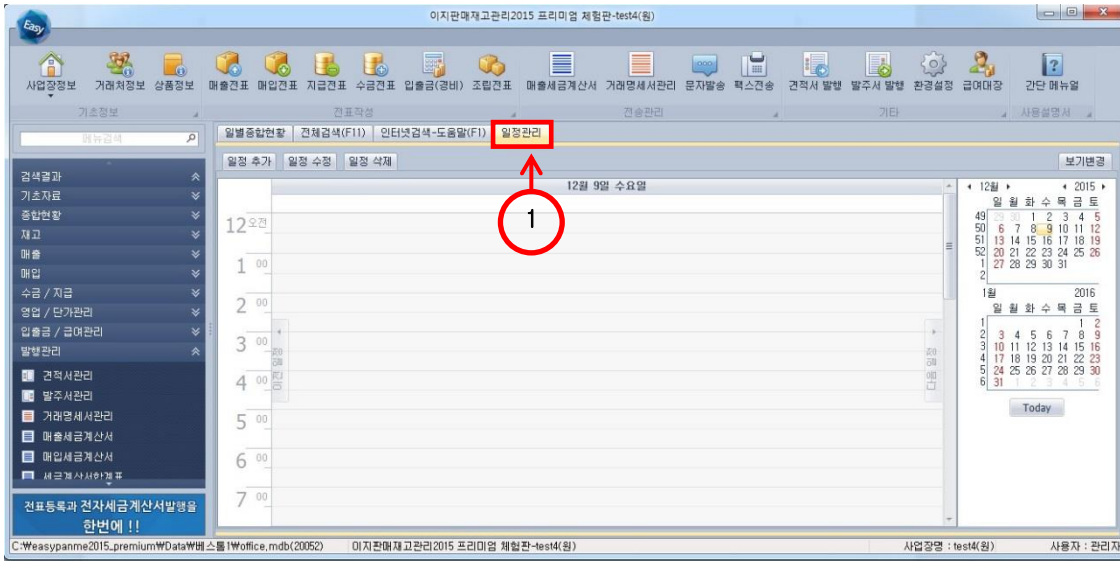 이지판매재고관리2015 프리미엄 체험판-test4(원)
Easy
사업장정보 거래처정보 상품정보 매출전표 매입전표 지급전표 수금전표 입출금(경비) 조립전표 매출세금계산서 거래명세서관리 문자발송 팩스전송 견적서 발행 발주서 발행 환경설정 급여대장 간단 메뉴얼
기초정보 전표작성 전송관리 기타 사용설명서
메뉴검색
일별종합현황 전체검색(F11) 인터넷검색-도움말(F1) 일정관리
일정 추가 일정 수정 일정 삭제 보기변경
검색결과
기초자료
종합현황
재고
매출
매입
수금 / 지급
영업 / 단가관리
입출금 / 급여관리
발행관리
견적서관리
발주서관리
거래명세서관리
매출세금계산서
매입세금계산서
세금계산서합계표
전표등록과 전자세금계산서발행을
한번에 !!
12월 9일 수요일
1
12 오전
1 00
2 00
3 00
4 00
5 00
6 00
7 00
12월 2015
일 월 화 수 목 금 토
49 29 30 1 2 3 4 5
50 6 7 8 9 10 11 12
51 13 14 15 16 17 18 19
52 20 21 22 23 24 25 26
1 27 28 29 30 31
2
1월 2016
일 월 화 수 목 금 토
1 1 2
2 3 4 5 6 7 8 9
3 10 11 12 13 14 15 16
4 17 18 19 20 21 22 23
5 24 25 26 27 28 29 30
6 31 1 2 3 4 5 6
Today
C:₩easypanme2015_premium₩Data₩베스툴1₩office,mdb(20052) 이지판매재고관리2015 프리미엄 체험판-test4(원) 사업장명 : test4(원) 사용자 : 관리자